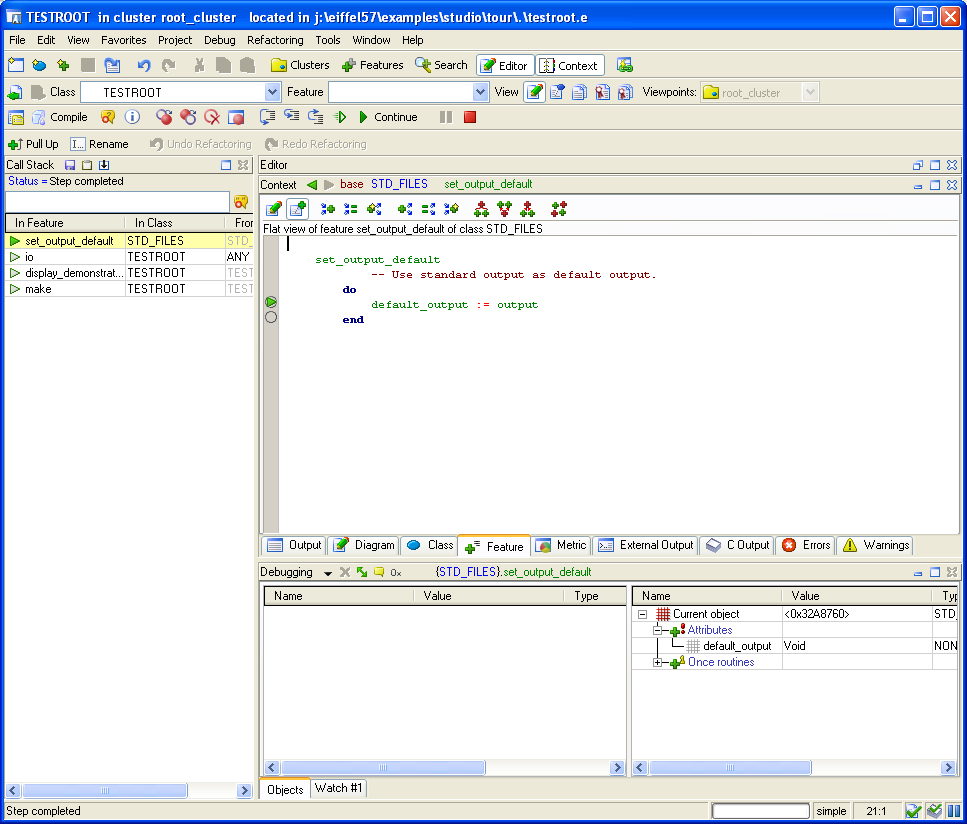 TESTROOT in cluster root_cluster located in j:\eiffel57\examples\studio\tour\.\testroot.e
File Edit View Favorites Project Debug Refactoring Tools Window Help
Clusters Features Search Editor Context
Class TESTROOT Feature View Viewpoints: root_cluster
Compile Continue
Pull Up I... Rename Undo Refactoring Redo Refactoring
Call Stack
Status = Step completed
In Feature In Class Fror
set_output_default STD_FILES STD_
io TESTROOT ANY
display_demonstrat... TESTROOT TEST
make TESTROOT TEST
Editor
Context base STD_FILES set_output_default
Flat view of feature set_output_default of class STD_FILES
set_output_default
-- Use standard output as default output.
do
default_output := output
end
Output Diagram Class Feature Metric External Output C Output Errors Warnings
Debugging 0x {STD_FILES}.set_output_default
Name Value Type
Name Value Typ
Current object <0x32A8760> STD_
Attributes
default_output Void NON
Once routines
Objects Watch #1
Step completed simple 21:1